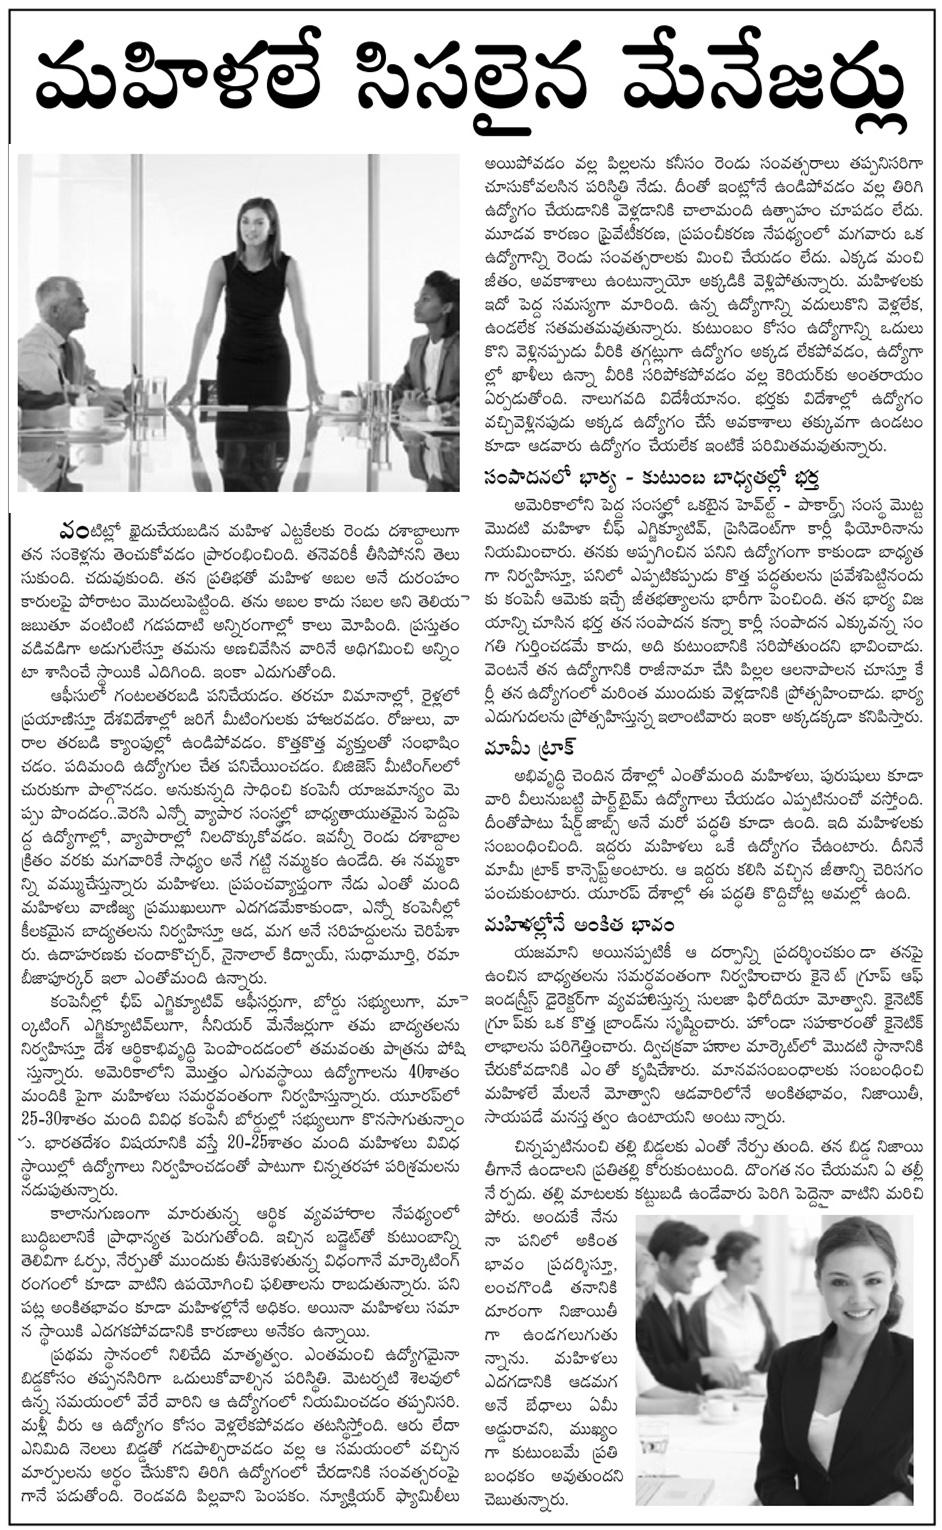 మహిళలే సిసలైన మేనేజర్లు
వంటిట్లో ఖైదుచేయబడిన మహిళ ఎట్టకేలకు రెండు దశాబ్దాలుగా
తన సంకెళ్లను తెంచుకోవడం ప్రారంభించింది. తనెవరికీ తీసిపోనని తెలు
సుకుంది. చదువుకుంది. తన ప్రతిభతో మహిళ అబల అనే దురంహం
కారులపై పోరాటం మొదలుపెట్టింది. తను అబల కాదు సబల అని తెలియ
జబుతూ వంటింటి గడపదాటి అన్నిరంగాల్లో కాలు మోపింది. ప్రస్తుతం
వడివడిగా అడుగులేస్తూ తమను అణచివేసిన వారినే అధిగమించి అన్నిం
టా శాసించే స్థాయికి ఎదిగింది. ఇంకా ఎదుగుతోంది.
ఆఫీసులో గంటలతరబడి పనిచేయడం. తరచూ విమానాల్లో, రైళ్లలో
ప్రయాణిస్తూ దేశవిదేశాల్లో జరిగే మీటింగులకు హాజరవడం. రోజులు, వా
రాల తరబడి క్యాంపుల్లో ఉండిపోవడం. కొత్తకొత్త వ్యక్తులతో సంభాషిం
చడం. పదిమంది ఉద్యోగుల చేత పనిచేయించడం. బిజిజెస్ మీటింగ్‌లలో
చురుకుగా పాల్గొనడం. అనుకున్నది సాధించి కంపెనీ యాజమాన్యం మె
ప్పు పొందడం..వెరసి ఎన్నో వ్యాపార సంస్థల్లో బాధ్యతాయుతమైన పెద్దపె
ద్ద ఉద్యోగాల్లో, వ్యాపారాల్లో నిలదొక్కుకోవడం. ఇవన్నీ రెండు దశాబ్దాల
క్రితం వరకు మగవారికే సాధ్యం అనే గట్టి నమ్మకం ఉండేది. ఈ నమ్మకా
న్ని వమ్ముచేస్తున్నారు మహిళలు. ప్రపంచవ్యాప్తంగా నేడు ఎంతో మంది
మహిళలు వాణిజ్య ప్రముఖులుగా ఎదగడమేకాకుండా, ఎన్నో కంపెనీల్లో
కీలకమైన బాద్యతలను నిర్వహిస్తూ ఆడ, మగ అనే సరిహద్దులను చెరిపేశా
రు. ఉదాహరణకు చందాకొచ్చర్, నైనాలాల్ కిద్వాయ్, సుధామూర్తి, రమా
బీజాపూర్కర్ ఇలా ఎంతోమంది ఉన్నారు.
కంపెనీల్లో ఛీప్ ఎగ్జిక్యూటివ్ ఆఫీసర్లుగా, బోర్డు సభ్యులుగా, మా
ర్కెటింగ్ ఎగ్జిక్యూటివ్‌లుగా, సీనియర్ మేనేజర్లుగా తమ బాద్యతలను
నిర్వహిస్తూ దేశ ఆర్థికాభివృద్ధి పెంపొందడంలో తమవంతు పాత్రను పోషి
స్తున్నారు. అమెరికాలోని మొత్తం ఎగువస్థాయి ఉద్యోగాలను 40శాతం
మందికి పైగా మహిళలు సమర్థవంతంగా నిర్వహిస్తున్నారు. యూరప్‌లో
25-30శాతం మంది వివిధ కంపెనీ బోర్డుల్లో సభ్యులుగా కొనసాగుతున్నా
రు. భారతదేశం విషయానికి వస్తే 20-25శాతం మంది మహిళలు వివిధ
స్థాయిల్లో ఉద్యోగాలు నిర్వహించడంతో పాటుగా చిన్నతరహా పరిశ్రమలను
నడుపుతున్నారు.
కాలానుగుణంగా మారుతున్న ఆర్థిక వ్యవహారాల నేపథ్యంలో
బుద్ధిబలానికే ప్రాధాన్యత పెరుగుతోంది. ఇచ్చిన బడ్జెట్‌తో కుటుంబాన్ని
తెలివిగా ఓర్పు, నేర్పుతో ముందుకు తీసుకెళుతున్న విధంగానే మార్కెటింగ్
రంగంలో కూడా వాటిని ఉపయోగించి ఫలితాలను రాబడుతున్నారు. పని
పట్ల అంకితభావం కూడా మహిళల్లోనే అధికం. అయినా మహిళలు సమా
న స్థాయికి ఎదగకపోవడానికి కారణాలు అనేకం ఉన్నాయి.
ప్రథమ స్థానంలో నిలిచేది మాతృత్వం. ఎంతమంచి ఉద్యోగమైనా
బిడ్డకోసం తప్పనసిరిగా ఒదులుకోవాల్సిన పరిస్థితి. మెటర్నటి శెలవులో
ఉన్న సమయంలో వేరే వారిని ఆ ఉద్యోగంలో నియమించడం తప్పనిసరి.
మళ్లీ వీరు ఆ ఉద్యోగం కోసం వెళ్లలేకపోవడం తటస్థిస్తోంది. ఆరు లేదా
ఎనిమిది నెలలు బిడ్డతో గడపాల్సిరావడం వల్ల ఆ సమయంలో వచ్చిన
మార్పులను అర్థం చేసుకొని తిరిగి ఉద్యోగంలో చేరడానికి సంవత్సరంపై
గానే పడుతోంది. రెండవది పిల్లవాని పెంపకం. న్యూక్లియర్ ఫ్యామిలీలు
అయిపోవడం వల్ల పిల్లలను కనీసం రెండు సంవత్సరాలు తప్పనిసరిగా
చూసుకోవలసిన పరిస్థితి నేడు. దీంతో ఇంట్లోనే ఉండిపోవడం వల్ల తిరిగి
ఉద్యోగం చేయడానికి వెళ్లడానికి చాలామంది ఉత్సాహం చూపడం లేదు.
మూడవ కారణం ప్రైవేటీకరణ, ప్రపంచీకరణ నేపథ్యంలో మగవారు ఒక
ఉద్యోగాన్ని రెండు సంవత్సరాలకు మించి చేయడం లేదు. ఎక్కడ మంచి
జీతం, అవకాశాలు ఉంటున్నాయో అక్కడికి వెళ్లిపోతున్నారు. మహిళలకు
ఇదో పెద్ద సమస్యగా మారింది. ఉన్న ఉద్యోగాన్ని వదులుకొని వెళ్లలేక,
ఉండలేక సతమతమవుతున్నారు. కుటుంబం కోసం ఉద్యోగాన్ని ఒదులు
కొని వెళ్లినప్పుడు వీరికి తగ్గట్లుగా ఉద్యోగం అక్కడ లేకపోవడం, ఉద్యోగా
ల్లో ఖాళీలు ఉన్నా వీరికి సరిపోకపోవడం వల్ల కెరియర్‌కు అంతరాయం
ఏర్పడుతోంది. నాలుగవది విదేశీయానం. భర్తకు విదేశాల్లో ఉద్యోగం
వచ్చివెళ్లినపుడు అక్కడ ఉద్యోగం చేసే అవకాశాలు తక్కువగా ఉండటం
కూడా ఆడవారు ఉద్యోగం చేయలేక ఇంటికే పరిమితమవుతున్నారు.
సంపాదనలో భార్య - కుటుంబ బాధ్యతల్లో భర్త
అమెరికాలోని పెద్ద సంస్థల్లో ఒకటైన హెవ్‌ల్ట్ - పాకార్డ్స్ సంస్థ మొట్ట
మొదటి మహిళా చీఫ్ ఎగ్జిక్యూటివ్, ప్రెసిడెంట్‌గా కార్లీ ఫియోరినాను
నియమించారు. తనకు అప్పగించిన పనిని ఉద్యోగంగా కాకుండా బాధ్యత
గా నిర్వహిస్తూ, పనిలో ఎప్పటికప్పుడు కొత్త పద్ధతులను ప్రవేశపెట్టినందు
కు కంపెనీ ఆమెకు ఇచ్చే జీతభత్యాలను భారీగా పెంచింది. తన భార్య విజ
యాన్ని చూసిన భర్త తన సంపాదన కన్నా కార్లీ సంపాదన ఎక్కువన్న సం
గతి గుర్తించడమే కాదు, అది కుటుంబానికి సరిపోతుందని భావించాడు.
వెంటనే తన ఉద్యోగానికి రాజీనామా చేసి పిల్లల ఆలనాపాలన చూస్తూ కే
ర్లీ తన ఉద్యోగంలో మరింత ముందుకు వెళ్లడానికి ప్రోత్సహించాడు. భార్య
ఎదుగుదలను ప్రోత్సహిస్తున్న ఇలాంటివారు ఇంకా అక్కడక్కడా కనిపిస్తారు.
మామీ ట్రాక్
అభివృద్ధి చెందిన దేశాల్లో ఎంతోమంది మహిళలు, పురుషులు కూడా
వారి వీలునుబట్టి పార్ట్‌టైమ్ ఉద్యోగాలు చేయడం ఎప్పటినుంచో వస్తోంది.
దీంతోపాటు షేర్డ్ జాబ్స్ అనే మరో పద్ధతి కూడా ఉంది. ఇది మహిళలకు
సంబంధించింది. ఇద్దరు మహిళలు ఒకే ఉద్యోగం చేఉంటారు. దీనినే
మామీ ట్రాక్ కాన్సెప్ట్ అంటారు. ఆ ఇద్దరు కలిసి వచ్చిన జీతాన్ని చెరిసగం
పంచుకుంటారు. యూరప్ దేశాల్లో ఈ పద్ధతి కొద్దిచోట్ల అమల్లో ఉంది.
మహిళల్లోనే అంకిత భావం
యజమాని అయినప్పటికీ ఆ దర్పాన్ని ప్రదర్శించకుం డా తనపై
ఉంచిన బాధ్యతలను సమర్థవంతంగా నిర్వహించారు కైనె ట్ గ్రూప్ ఆఫ్
ఇండస్ట్రీస్ డైరెక్టర్‌గా వ్యవహరిస్తున్న సులజా ఫిరోదియా మోత్వాని. కైనెటిక్
గ్రూ ప్‌కు ఒక కొత్త బ్రాండ్‌ను సృష్టించారు. హోండా సహకారంతో కైనెటిక్
లాభాలను పరిగెత్తించారు. ద్విచక్రవా హనాల మార్కెట్‌లో మొదటి స్థానానికి
చేరుకోవడానికి ఎం తో కృషిచేశారు. మానవసంబంధాలకు సంబంధించి
మహిళలే మేలనే మోత్వాని ఆడవారిలోనే అంకితభావం, నిజాయితీ,
సాయపడే మనస్త త్వం ఉంటాయని అంటు న్నారు.
చిన్నప్పటినుంచి తల్లి బిడ్డలకు ఎంతో నేర్పు తుంది. తన బిడ్డ నిజాయి
తీగానే ఉండాలని ప్రతితల్లి కోరుకుంటుంది. దొంగత నం చేయమని ఏ తల్లీ
నే ర్పదు. తల్లి మాటలకు కట్టుబడి ఉండేవారు పెరిగి పెద్దైనా వాటిని మరిచి
పోరు. అందుకే నేను
నా పనిలో అకింత
భావం ప్రదర్శిస్తూ,
లంచగొండి తనానికి
దూరంగా నిజాయితీ
గా ఉండగలుగుతు
న్నాను. మహిళలు
ఎదగడానికి ఆడమగ
అనే బేధాలు ఏమీ
అడ్డురావని, ముఖ్యం
గా కుటుంబమే ప్రతి
బంధకం అవుతుందని
చెబుతున్నారు.